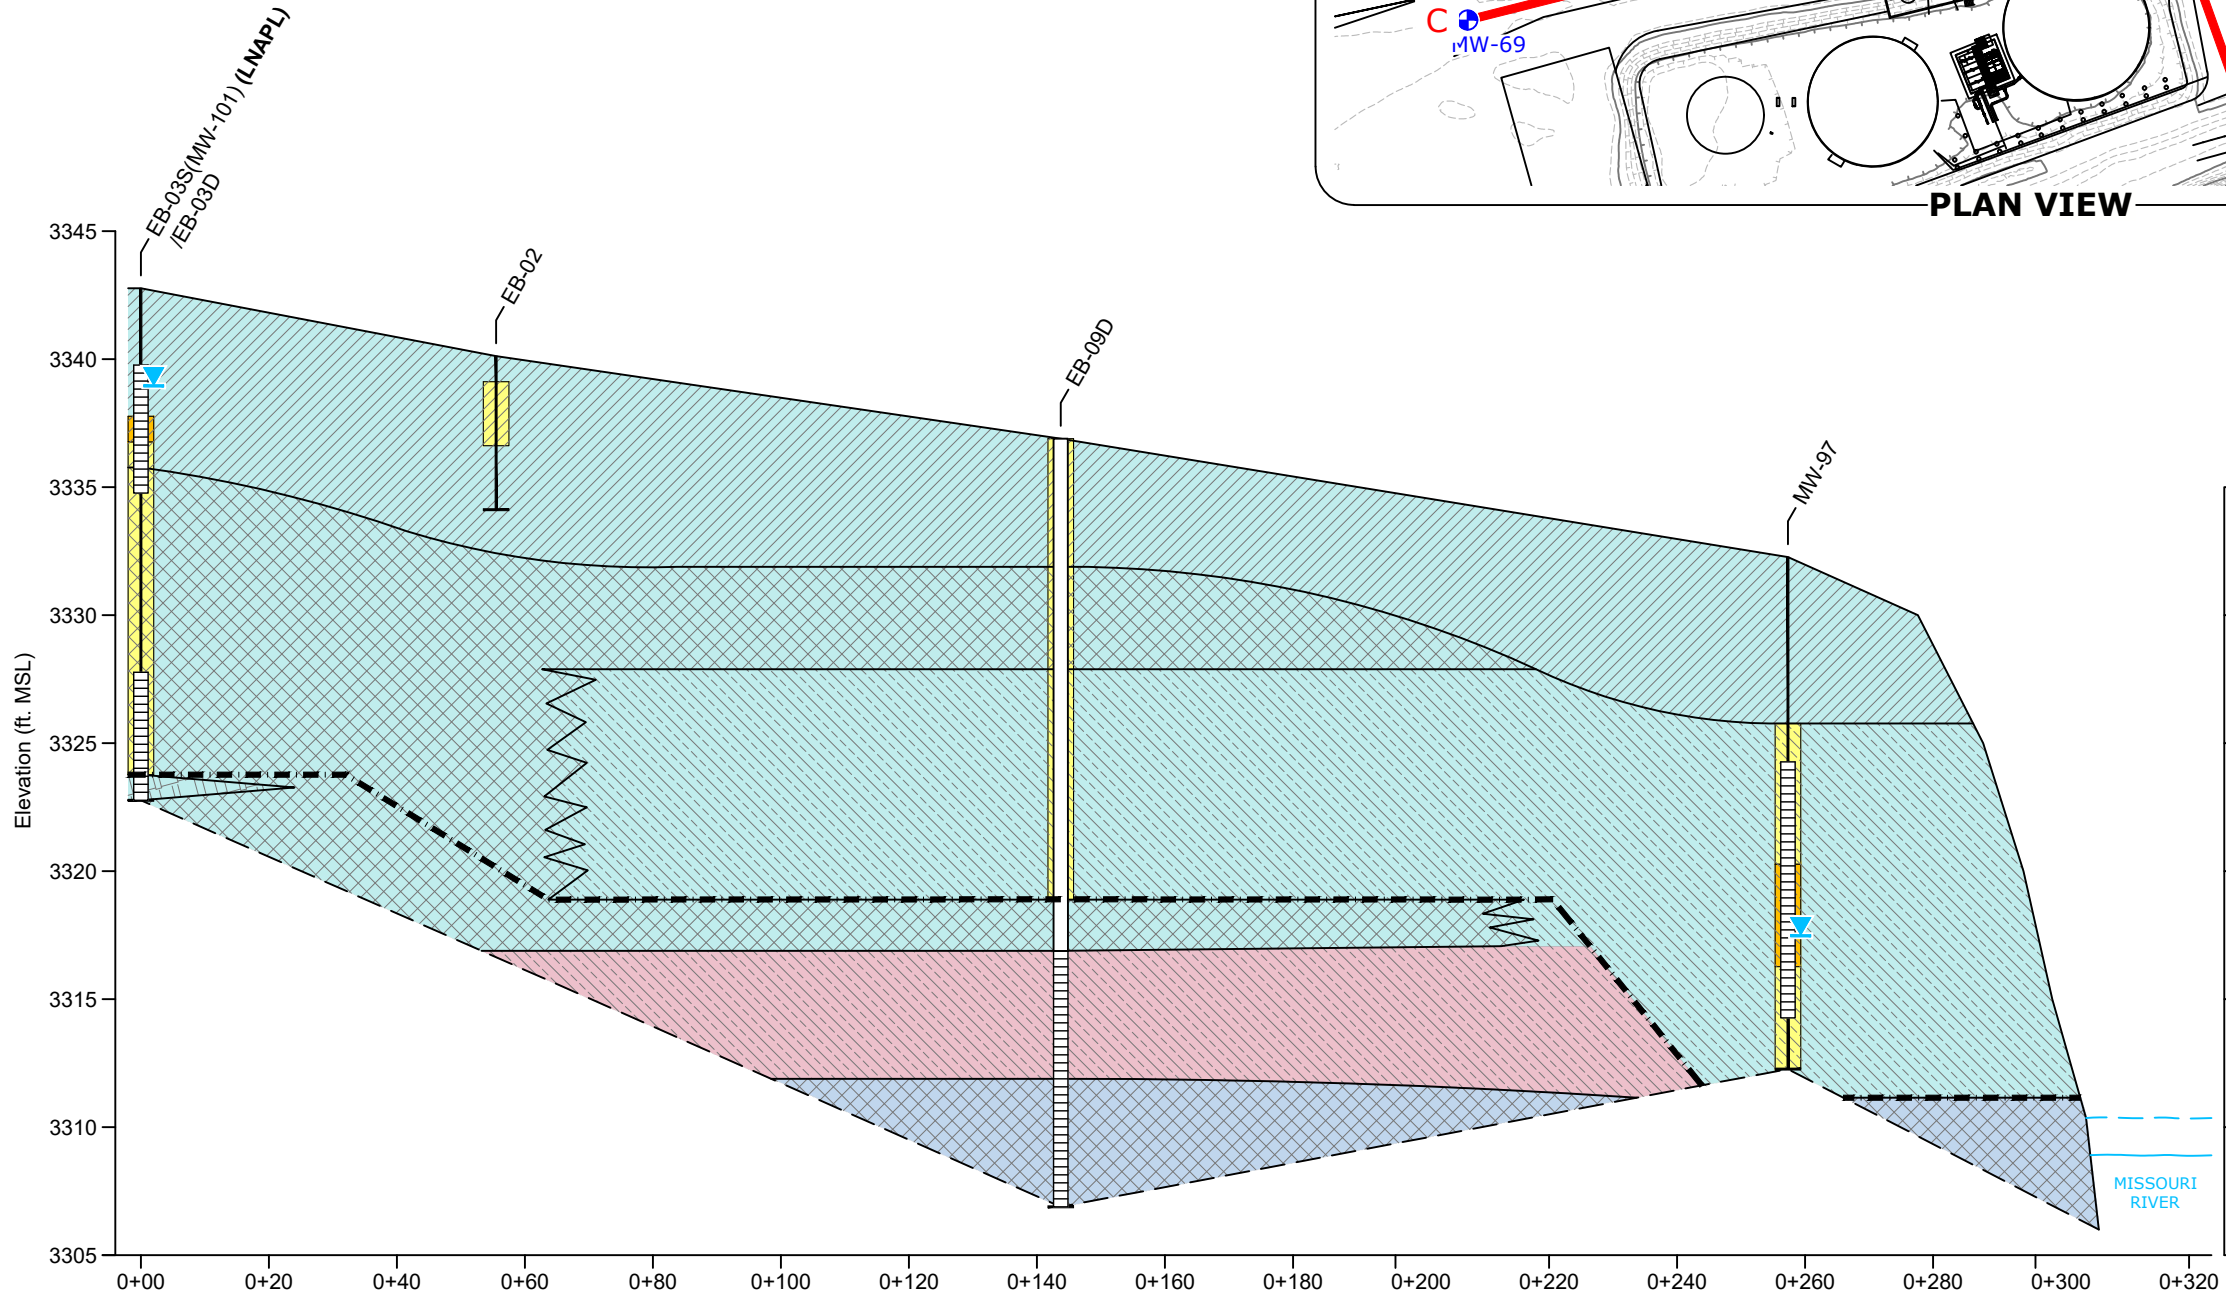 C
MW-69
PLAN VIEW
EB-03S(MW-101) (LNAPL)
/EB-03D
EB-02
EB-09D
MW-97
Elevation (ft. MSL)
3345
3340
3335
3330
3325
3320
3315
3310
3305
MISSOURI
RIVER
0+00
0+20
0+40
0+60
0+80
0+100
0+120
0+140
0+160
0+180
0+200
0+220
0+240
0+260
0+280
0+300
0+320